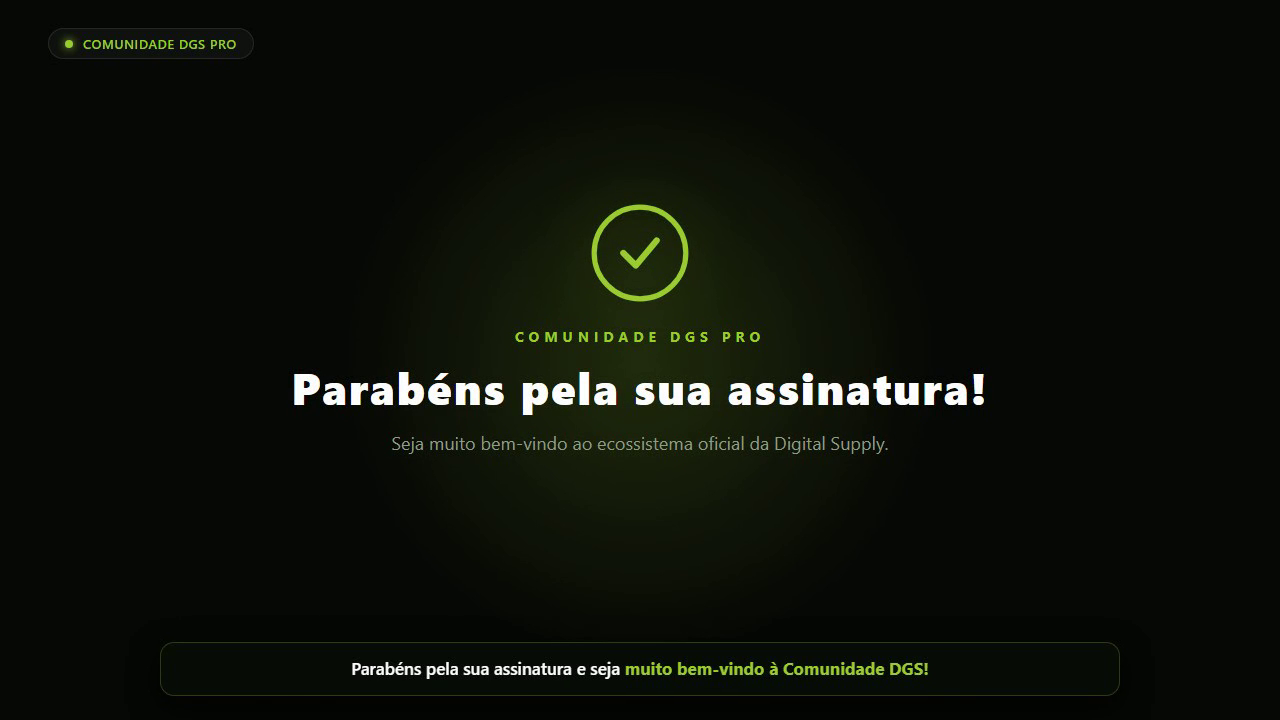 COMUNIDADE DGS PRO
COMUNIDADE DGS PRO
Parabéns pela sua assinatura!
Seja muito bem-vindo ao ecossistema oficial da Digital Supply.
Parabéns pela sua assinatura e seja muito bem-vindo à Comunidade DGS!